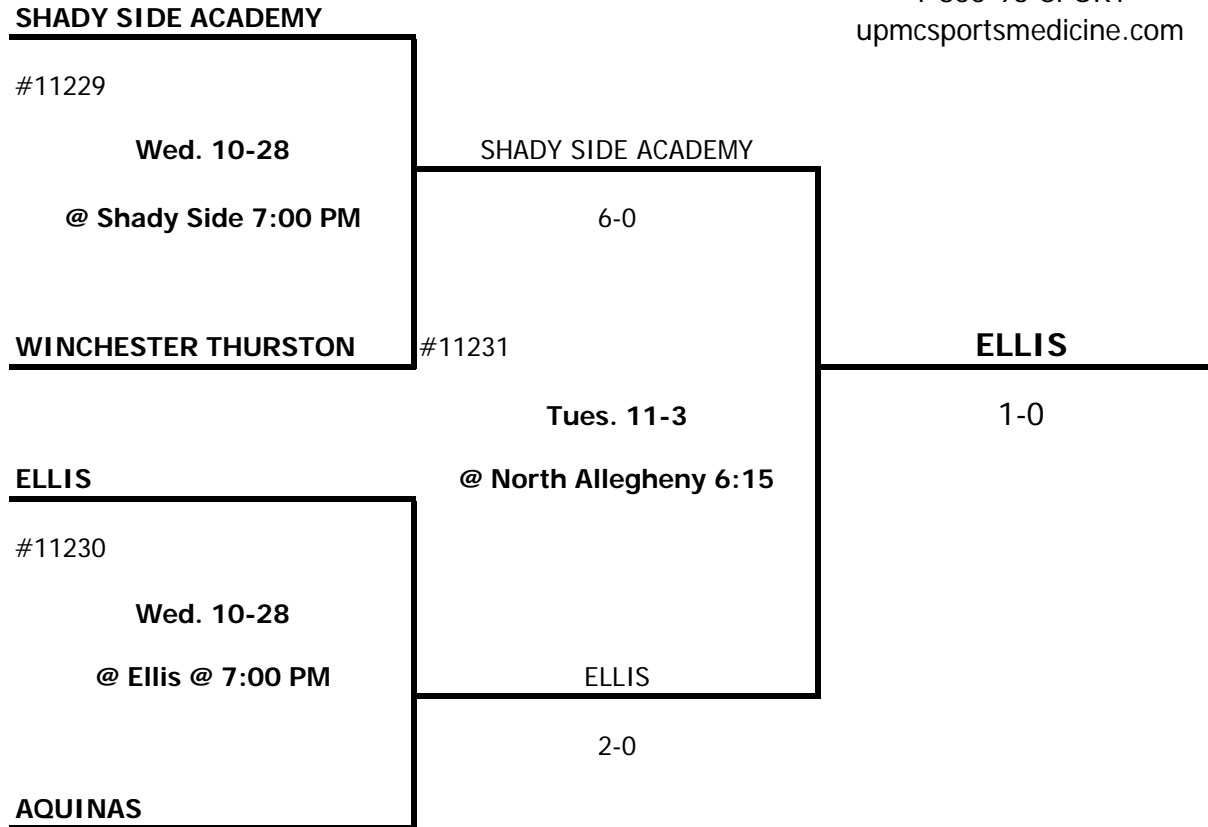 SHADY SIDE ACADEMY
upmcsportsmedicine.com
#11229
Wed. 10-28
SHADY SIDE ACADEMY
@ Shady Side 7:00 PM
6-0
WINCHESTER THURSTON
#11231
ELLIS
Tues. 11-3
1-0
ELLIS
@ North Allegheny 6:15
#11230
Wed. 10-28
@ Ellis @ 7:00 PM
ELLIS
2-0
AQUINAS